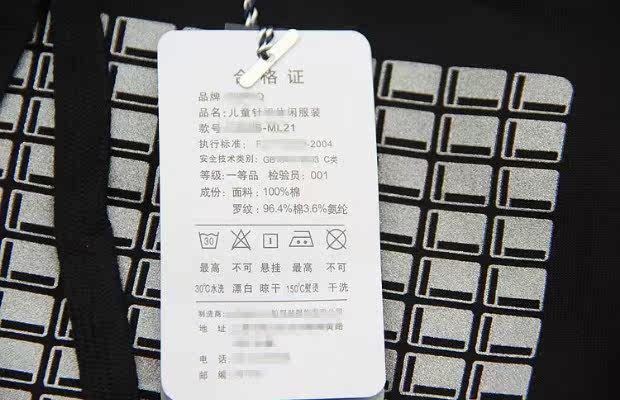 合格证
品牌
品名：儿童针织休闲服装
款号 -ML21
执行标准： -2004
安全技术类别：GB C类
等级：一等品 检验员：001
成份：面料：100%棉
罗纹：96.4%棉3.6%氨纶
30
最高 不可 悬挂 最高 不可
30℃水洗 漂白 晾干 150℃熨烫 干洗
制造商：
地 址
电 话
邮 编